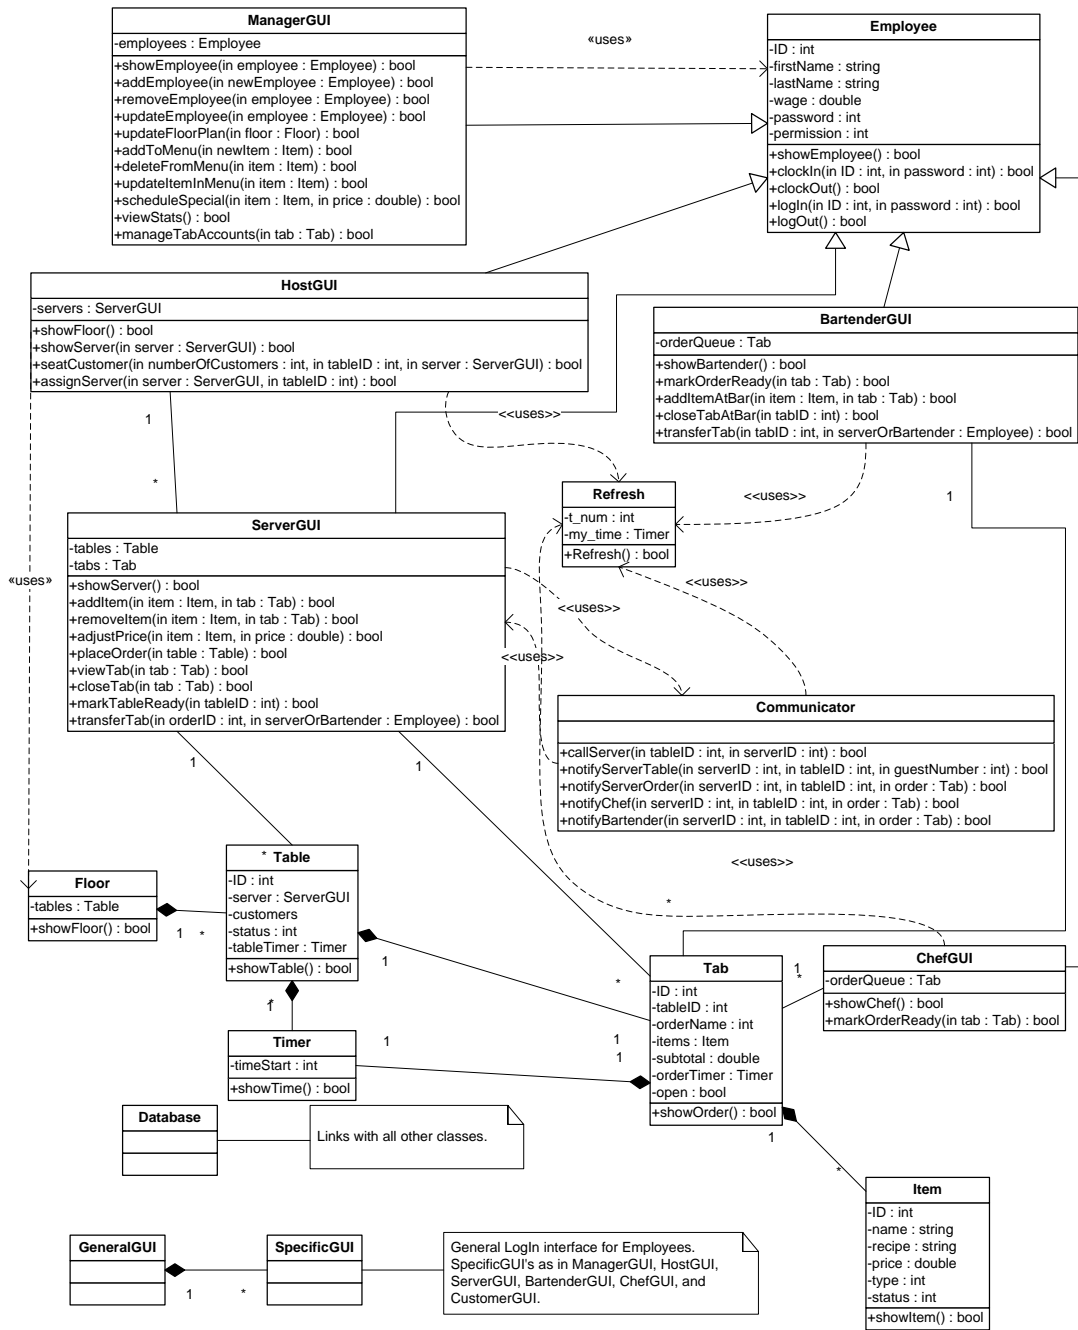 ManagerGUI
-employees : Employee
+showEmployee(in employee : Employee) : bool
+addEmployee(in newEmployee : Employee) : bool
+removeEmployee(in employee : Employee) : bool
+updateEmployee(in employee : Employee) : bool
+updateFloorPlan(in floor : Floor) : bool
+addToMenu(in newItem : Item) : bool
+deleteFromMenu(in item : Item) : bool
+updateItemInMenu(in item : Item) : bool
+scheduleSpecial(in item : Item, in price : double) : bool
+viewStats() : bool
+manageTabAccounts(in tab : Tab) : bool
«uses»
Employee
-ID : int
-firstName : string
-lastName : string
-wage : double
-password : int
-permission : int
+showEmployee() : bool
+clockIn(in ID : int, in password : int) : bool
+clockOut() : bool
+logIn(in ID : int, in password : int) : bool
+logOut() : bool
HostGUI
-servers : ServerGUI
+showFloor() : bool
+showServer(in server : ServerGUI) : bool
+seatCustomer(in numberOfCustomers : int, in tableID : int, in server : ServerGUI) : bool
+assignServer(in server : ServerGUI, in tableID : int) : bool
BartenderGUI
-orderQueue : Tab
+showBartender() : bool
+markOrderReady(in tab : Tab) : bool
+addItemAtBar(in item : Item, in tab : Tab) : bool
+closeTabAtBar(in tabID : int) : bool
+transferTab(in tabID : int, in serverOrBartender : Employee) : bool
1
*
<<uses>>
Refresh
-t_num : int
-my_time : Timer
+Refresh() : bool
<<uses>>
1
«uses»
ServerGUI
-tables : Table
-tabs : Tab
+showServer() : bool
+addItem(in item : Item, in tab : Tab) : bool
+removeItem(in item : Item, in tab : Tab) : bool
+adjustPrice(in item : Item, in price : double) : bool
+placeOrder(in table : Table) : bool
+viewTab(in tab : Tab) : bool
+closeTab(in tab : Tab) : bool
+markTableReady(in tableID : int) : bool
+transferTab(in orderID : int, in serverOrBartender : Employee) : bool
<<uses>>
<<uses>>
<<uses>>
Communicator
+callServer(in tableID : int, in serverID : int) : bool
+notifyServerTable(in serverID : int, in tableID : int, in guestNumber : int) : bool
+notifyServerOrder(in serverID : int, in tableID : int, in order : Tab) : bool
+notifyChef(in serverID : int, in tableID : int, in order : Tab) : bool
+notifyBartender(in serverID : int, in tableID : int, in order : Tab) : bool
1
1
<<uses>>
*
Floor
-tables : Table
+showFloor() : bool
1
*
* Table
-ID : int
-server : ServerGUI
-customers
-status : int
-tableTimer : Timer
+showTable() : bool
1
*
1
*
Tab
-ID : int
-tableID : int
-orderName : int
-items : Item
-subtotal : double
-orderTimer : Timer
-open : bool
+showOrder() : bool
1
*
ChefGUI
-orderQueue : Tab
+showChef() : bool
+markOrderReady(in tab : Tab) : bool
Timer
-timeStart : int
+showTime() : bool
1
1
1
1
*
Database
Links with all other classes.
Item
-ID : int
-name : string
-recipe : string
-price : double
-type : int
-status : int
+showItem() : bool
GeneralGUI
1
*
SpecificGUI
General LogIn interface for Employees.
SpecificGUI's as in ManagerGUI, HostGUI,
ServerGUI, BartenderGUI, ChefGUI, and
CustomerGUI.